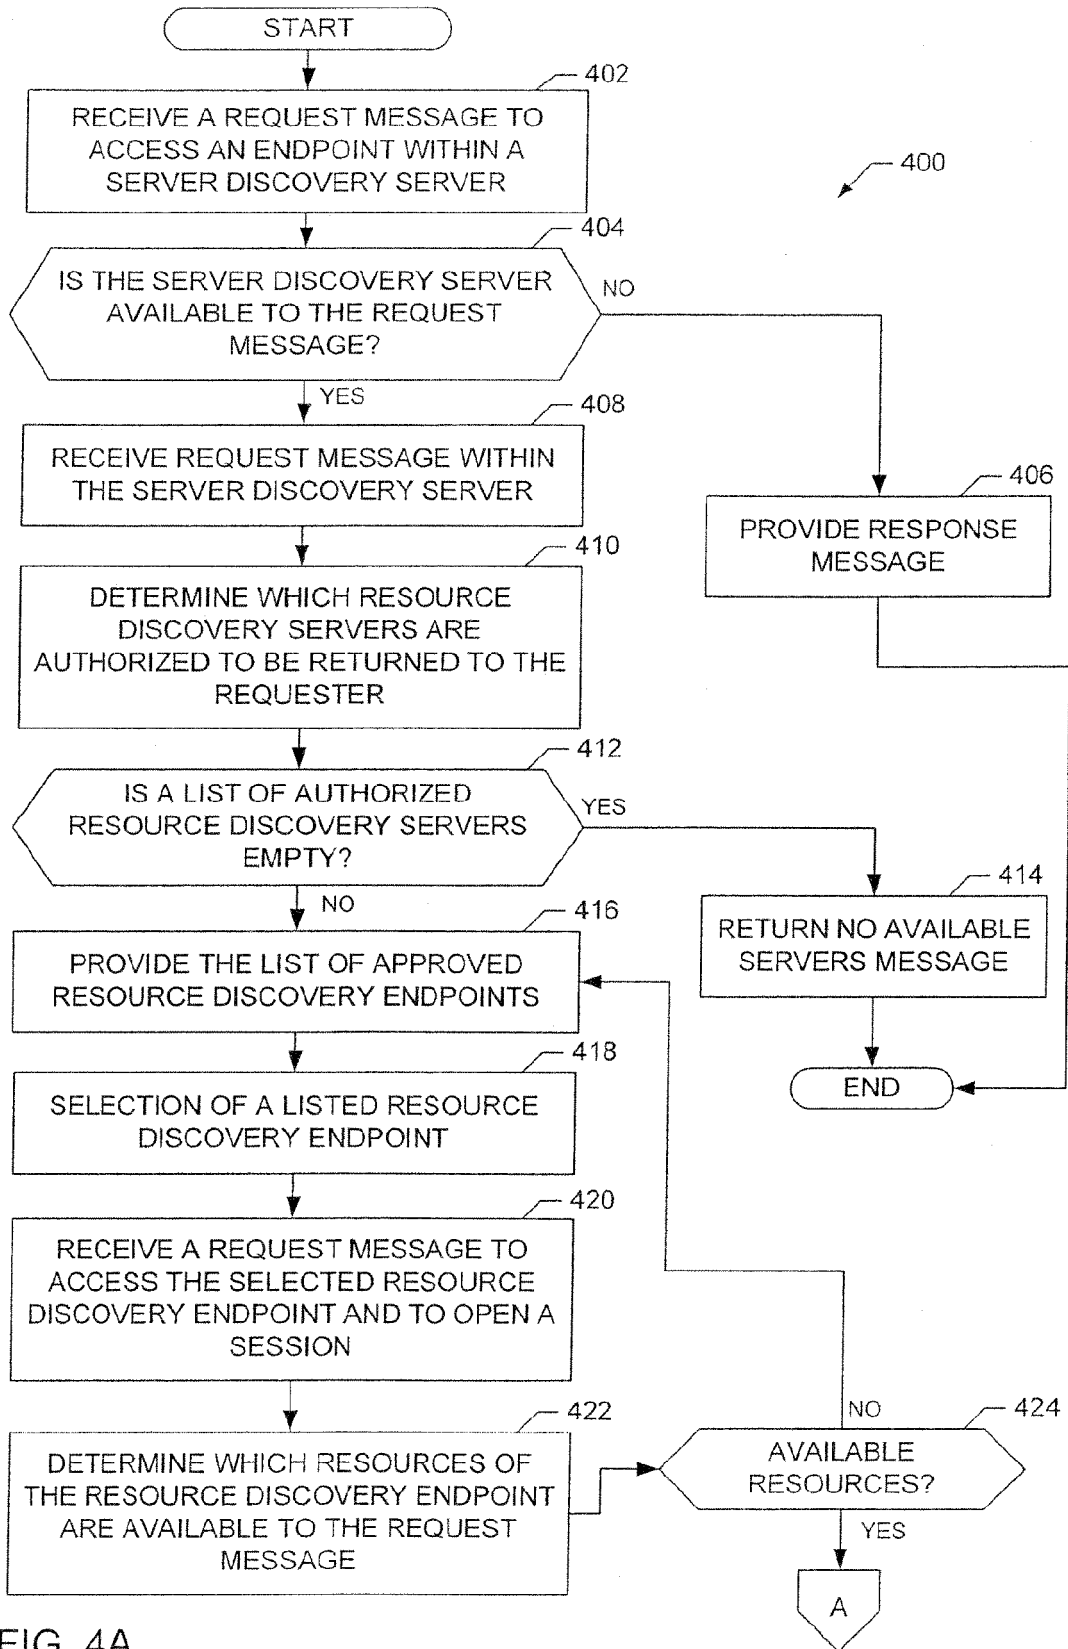 START
402
RECEIVE A REQUEST MESSAGE TO
ACCESS AN ENDPOINT WITHIN A
SERVER DISCOVERY SERVER
400
404
IS THE SERVER DISCOVERY SERVER
AVAILABLE TO THE REQUEST
MESSAGE?
NO
YES
408
RECEIVE REQUEST MESSAGE WITHIN
THE SERVER DISCOVERY SERVER
406
PROVIDE RESPONSE
MESSAGE
410
DETERMINE WHICH RESOURCE
DISCOVERY SERVERS ARE
AUTHORIZED TO BE RETURNED TO THE
REQUESTER
412
IS A LIST OF AUTHORIZED
RESOURCE DISCOVERY SERVERS
EMPTY?
YES
NO
414
RETURN NO AVAILABLE
SERVERS MESSAGE
END
416
PROVIDE THE LIST OF APPROVED
RESOURCE DISCOVERY ENDPOINTS
418
SELECTION OF A LISTED RESOURCE
DISCOVERY ENDPOINT
420
RECEIVE A REQUEST MESSAGE TO
ACCESS THE SELECTED RESOURCE
DISCOVERY ENDPOINT AND TO OPEN A
SESSION
422
DETERMINE WHICH RESOURCES OF
THE RESOURCE DISCOVERY ENDPOINT
ARE AVAILABLE TO THE REQUEST
MESSAGE
NO
424
AVAILABLE
RESOURCES?
YES
A
FIG. 4A